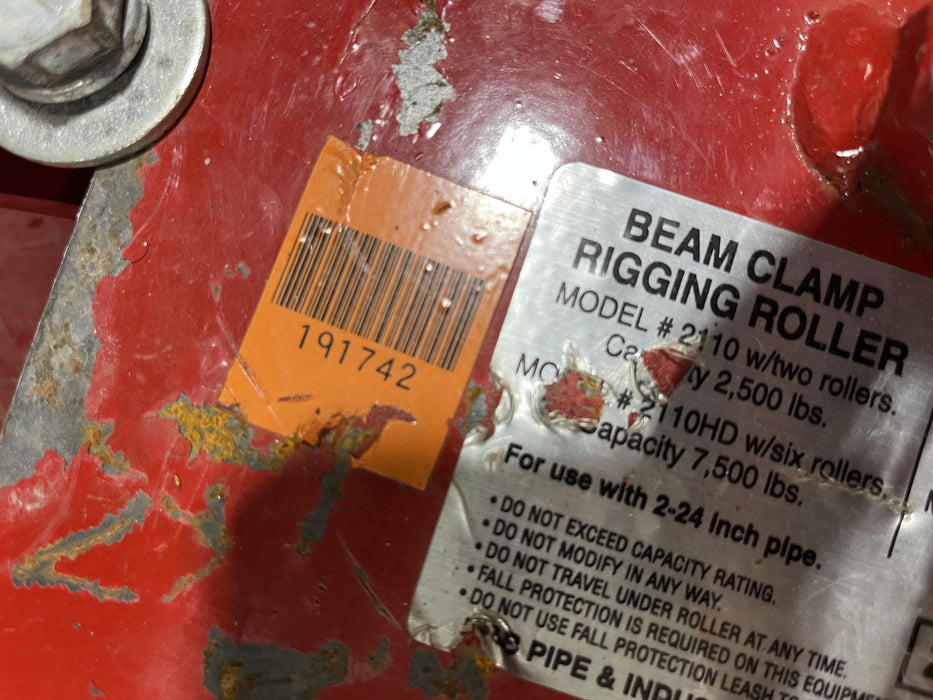 191742
BEAM CLAMP
RIGGING ROLLER
MODEL # 2110 w/two rollers.
2,500 lbs.
# 2110HD w/six rollers
Capacity 7,500 lbs.
For use with 2-24 Inch pipe.
• DO NOT EXCEED CAPACITY RATING.
• DO NOT MODIFY IN ANY WAY.
• DO NOT TRAVEL UNDER ROLLER AT ANY TIME.
• FALL PROTECTION IS REQUIRED ON THIS EQUIPM
• DO NOT USE FALL PROTECTION LEASH
PIPE &